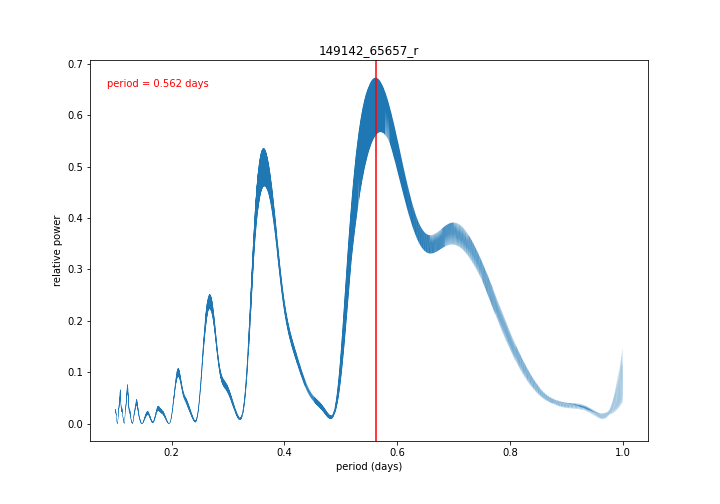 149142_65657_r
period = 0.562 days
relative power
0.7
0.6
0.5
0.4
0.3
0.2
0.1
0.0
0.2 0.4 0.6 0.8 1.0
period (days)